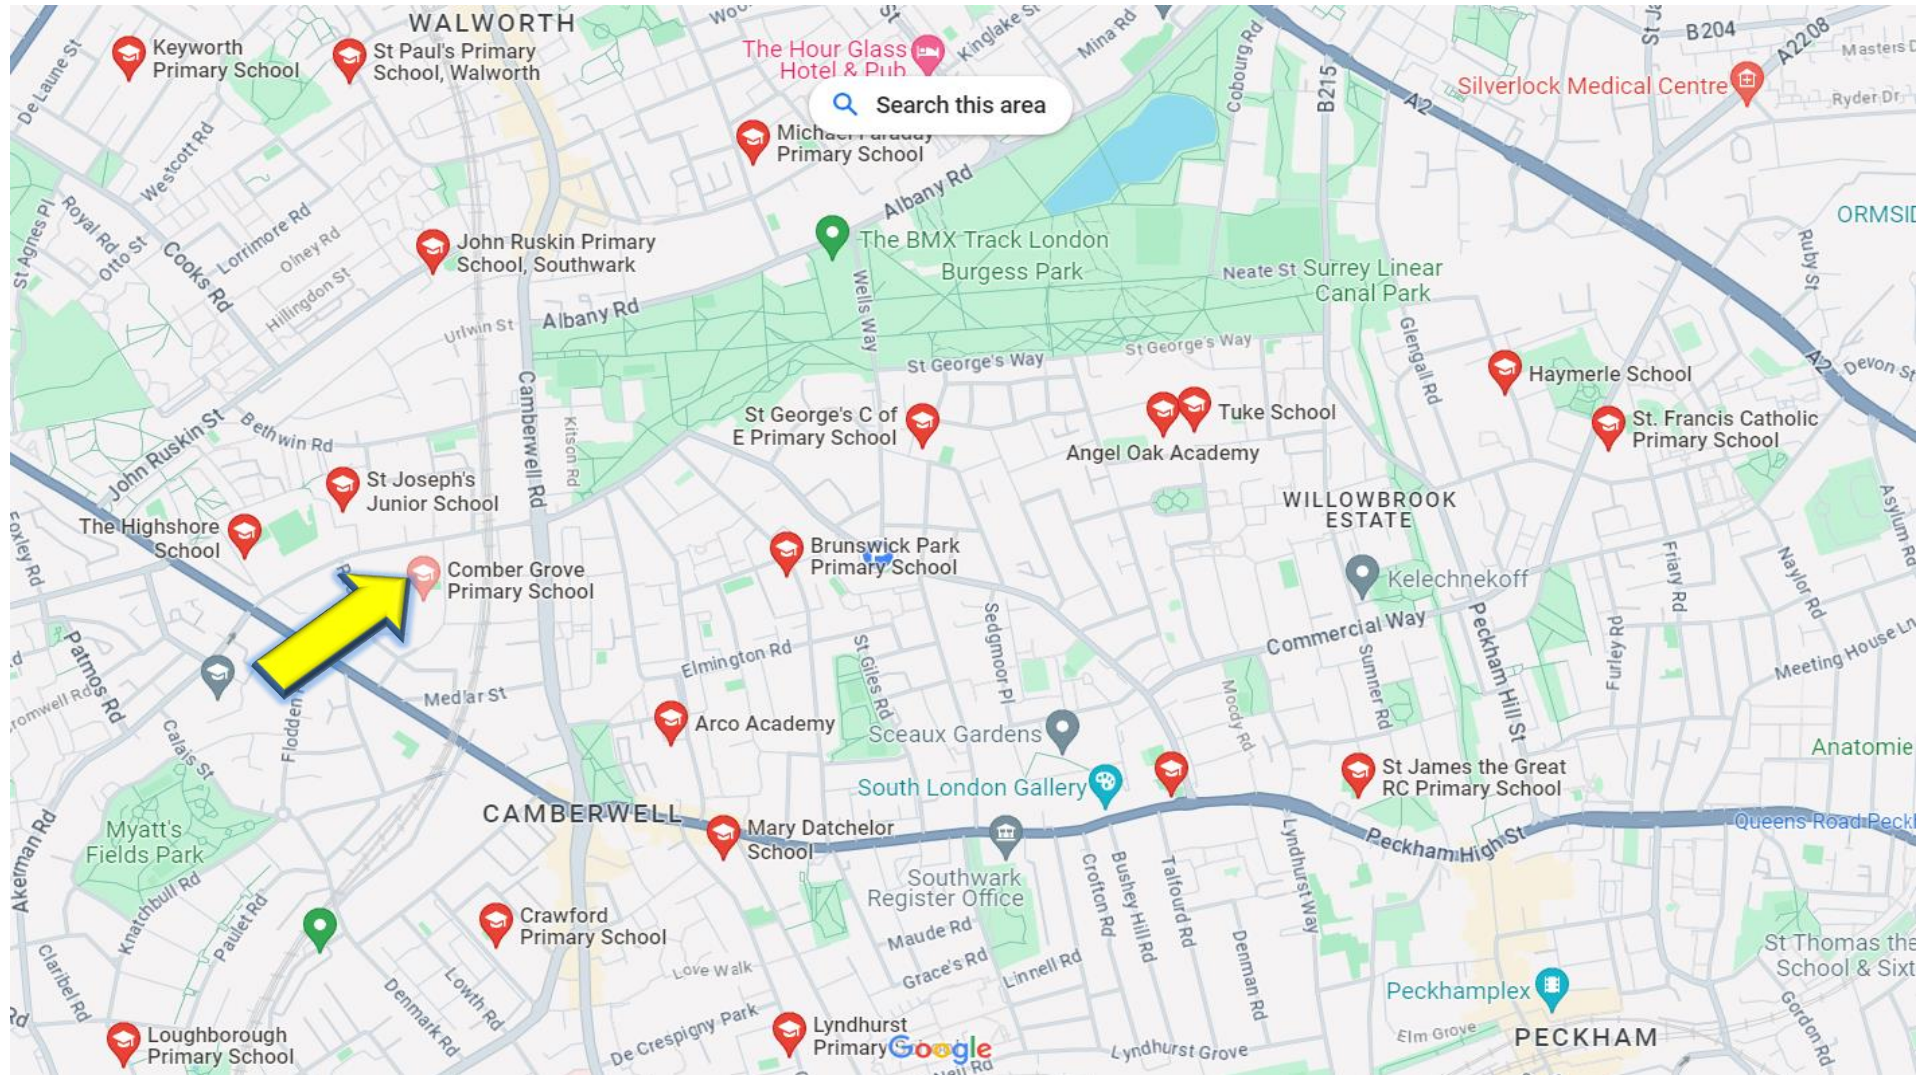 WALWORTH
Keyworth
Primary School
St Paul's Primary
School, Walworth
The Hour Glass
Hotel & Pub
Kinglake St
Mina Rd
Cobourg Rd
B215
A2
B204
A2208
Silverlock Medical Centre
Ryder Dr
De Laune St
Search this area
Michael Faraday
Primary School
Westcott Rd
Albany Rd
St Agnes Pl
Royal Rd
Otto St
Cooks Rd
Lorrimore Rd
Olney Rd
Hillingdon St
John Ruskin Primary
School, Southwark
The BMX Track London
Burgess Park
Wells Way
Neate St
Surrey Linear
Canal Park
Ruby St
Urlwin St
Albany Rd
St George's Way
St George's Way
Glengall Rd
A2
Devon St
Haymerle School
Camberwell Rd
Kitson Rd
John Ruskin St
Bethwin Rd
St George's C of
E Primary School
Tuke School
Angel Oak Academy
St. Francis Catholic
Primary School
St Joseph's
Junior School
The Highshore
School
WILLOWBROOK
ESTATE
Asylum Rd
Foxley Rd
Comber Grove
Primary School
Brunswick Park
Primary School
Kelechnekoff
Friary Rd
Naylor Rd
Patmos Rd
Elmington Rd
St Giles Rd
Sedgmoor Pl
Commercial Way
Sumner Rd
Peckham Hill St
Furley Rd
Meeting House Ln
Medlar St
Calais St
Arco Academy
Sceaux Gardens
Moody Rd
Anatomie
South London Gallery
St James the Great
RC Primary School
CAMBERWELL
Mary Datchelor
School
Myatt's
Fields Park
Akerman Rd
Peckham High St
Southwark
Register Office
Crofton Rd
Bushey Hill Rd
Talfourd Rd
Lyndhurst Way
Knatchbull Rd
Paulet Rd
Crawford
Primary School
Maude Rd
Grace's Rd
Linnell Rd
Denman Rd
Love Walk
Claribel Rd
Denmark Rd
Lowth Rd
De Crespigny Park
Peckhamplex
Elm Grove
PECKHAM
St Thomas the
Gordon Rd
Loughborough
Primary School
Lyndhurst
Primary
Google
Lyndhurst Grove